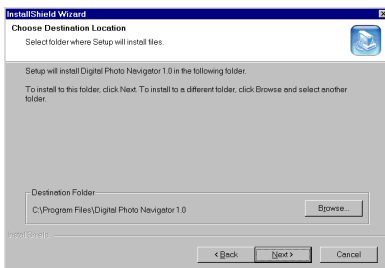 InstallShield Wizard
Choose Destination Location
Select folder where Setup will install files.
Setup will install Digital Photo Navigator 1.0 in the following folder.
To install to this folder, click Next. To install to a different folder, click Browse and select another
folder.
Destination Folder
C:\Program Files\Digital Photo Navigator 1.0
Browse...
InstallShield
< Back
Next >
Cancel